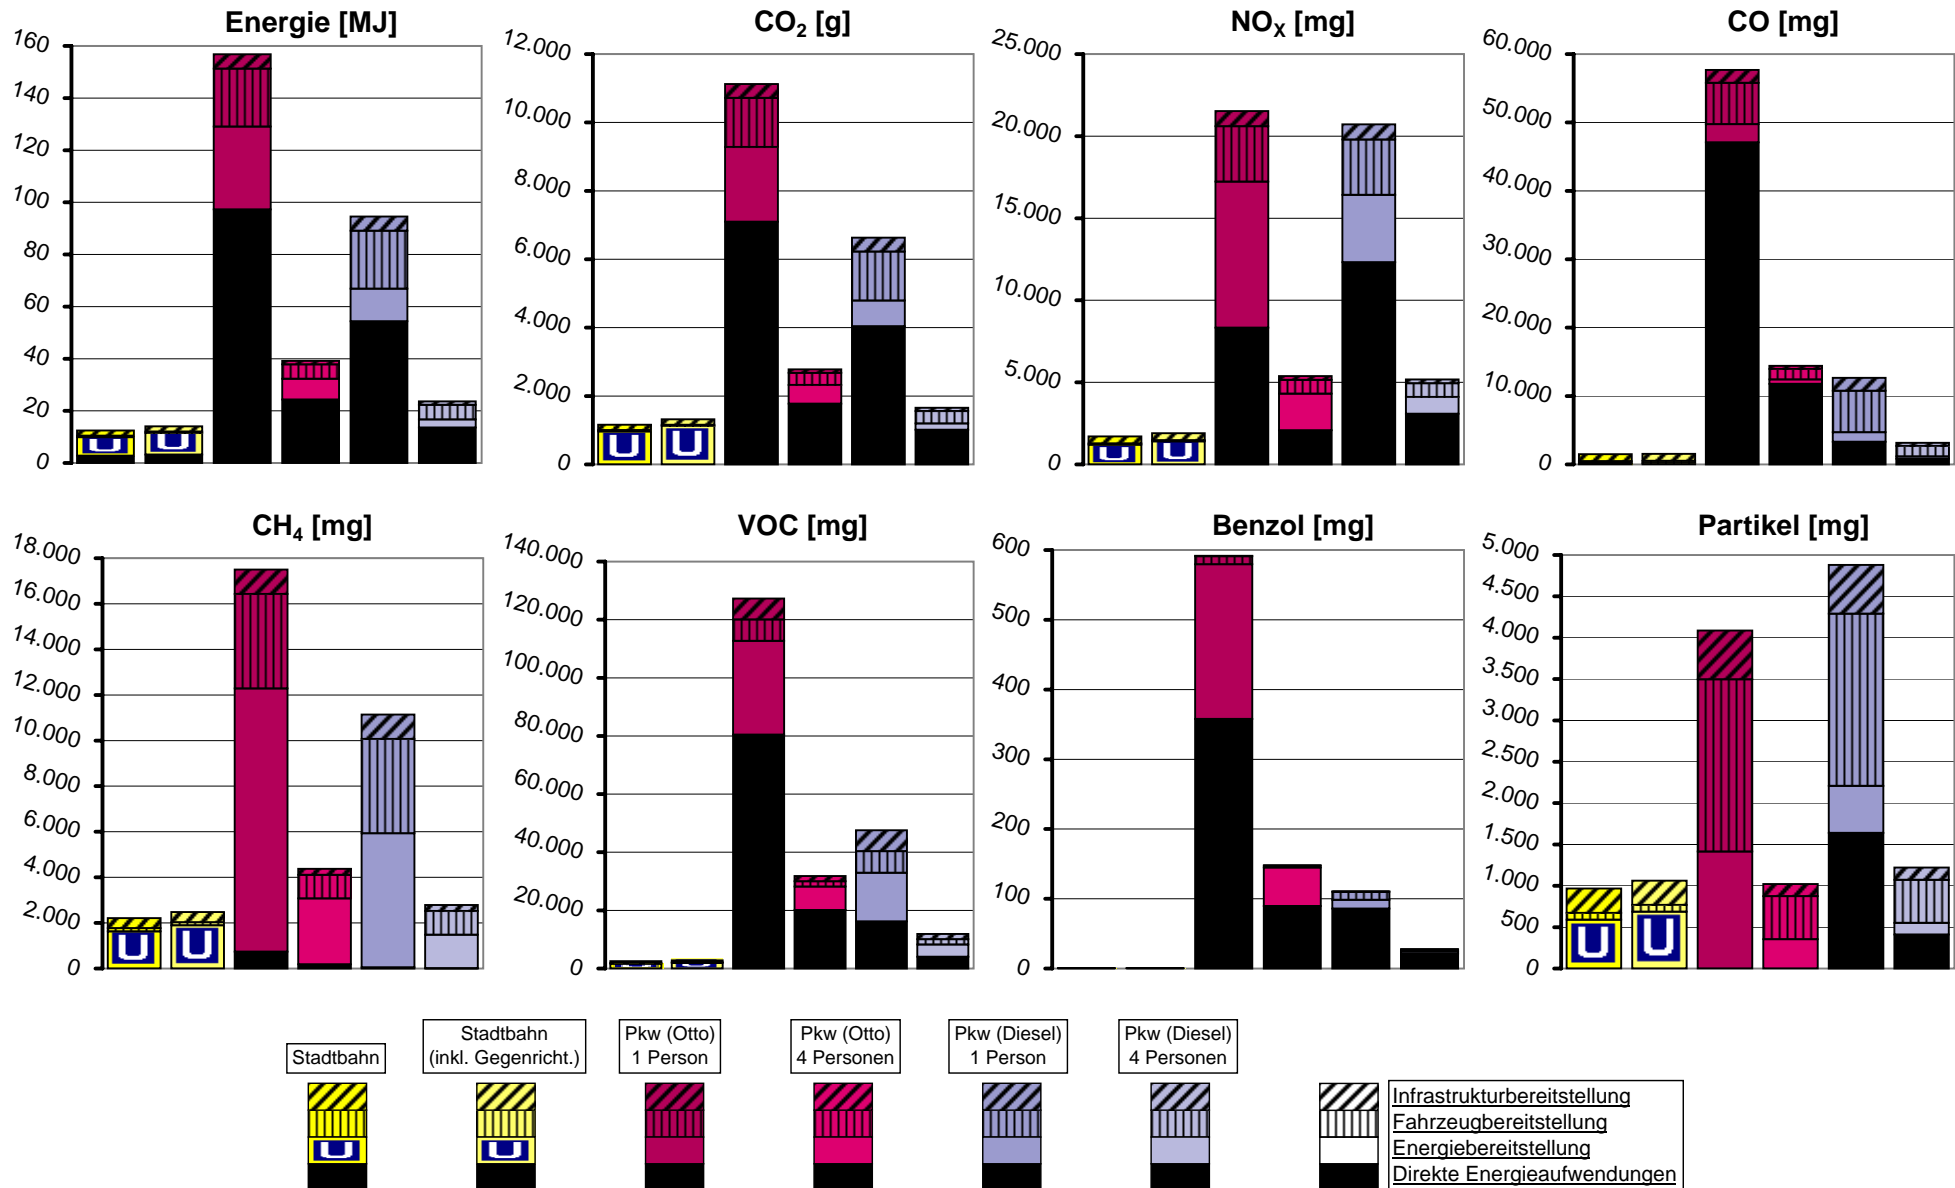 Energie [MJ]
160
140
120
100
80
60
40
20
0
CO₂ [g]
12.000
10.000
8.000
6.000
4.000
2.000
0
NOₓ [mg]
25.000
20.000
15.000
10.000
5.000
0
CO [mg]
60.000
50.000
40.000
30.000
20.000
10.000
0
CH₄ [mg]
18.000
16.000
14.000
12.000
10.000
8.000
6.000
4.000
2.000
0
VOC [mg]
140.000
120.000
100.000
80.000
60.000
40.000
20.000
0
Benzol [mg]
600
500
400
300
200
100
0
Partikel [mg]
5.000
4.500
4.000
3.500
3.000
2.500
2.000
1.500
1.000
500
0
Stadtbahn
Stadtbahn
(inkl. Gegenricht.)
Pkw (Otto)
1 Person
Pkw (Otto)
4 Personen
Pkw (Diesel)
1 Person
Pkw (Diesel)
4 Personen
Infrastrukturbereitstellung
Fahrzeugbereitstellung
Energiebereitstellung
Direkte Energieaufwendungen